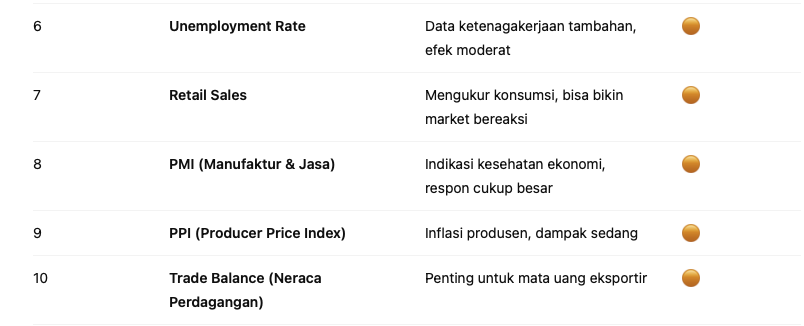 6 Unemployment Rate Data ketenagakerjaan tambahan,
efek moderat
7 Retail Sales Mengukur konsumsi, bisa bikin
market bereaksi
8 PMI (Manufaktur & Jasa) Indikasi kesehatan ekonomi,
respon cukup besar
9 PPI (Producer Price Index) Inflasi produsen, dampak sedang
10 Trade Balance (Neraca Penting untuk mata uang eksportir
Perdagangan)